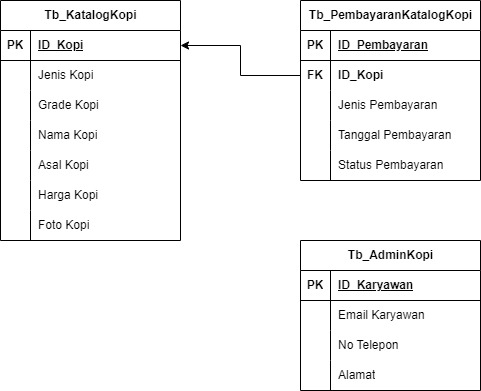 Tb_KatalogKopi
PK ID_Kopi
Jenis Kopi
Grade Kopi
Nama Kopi
Asal Kopi
Harga Kopi
Foto Kopi
Tb_PembayaranKatalogKopi
PK ID_Pembayaran
FK ID_Kopi
Jenis Pembayaran
Tanggal Pembayaran
Status Pembayaran
Tb_AdminKopi
PK ID_Karyawan
Email Karyawan
No Telepon
Alamat